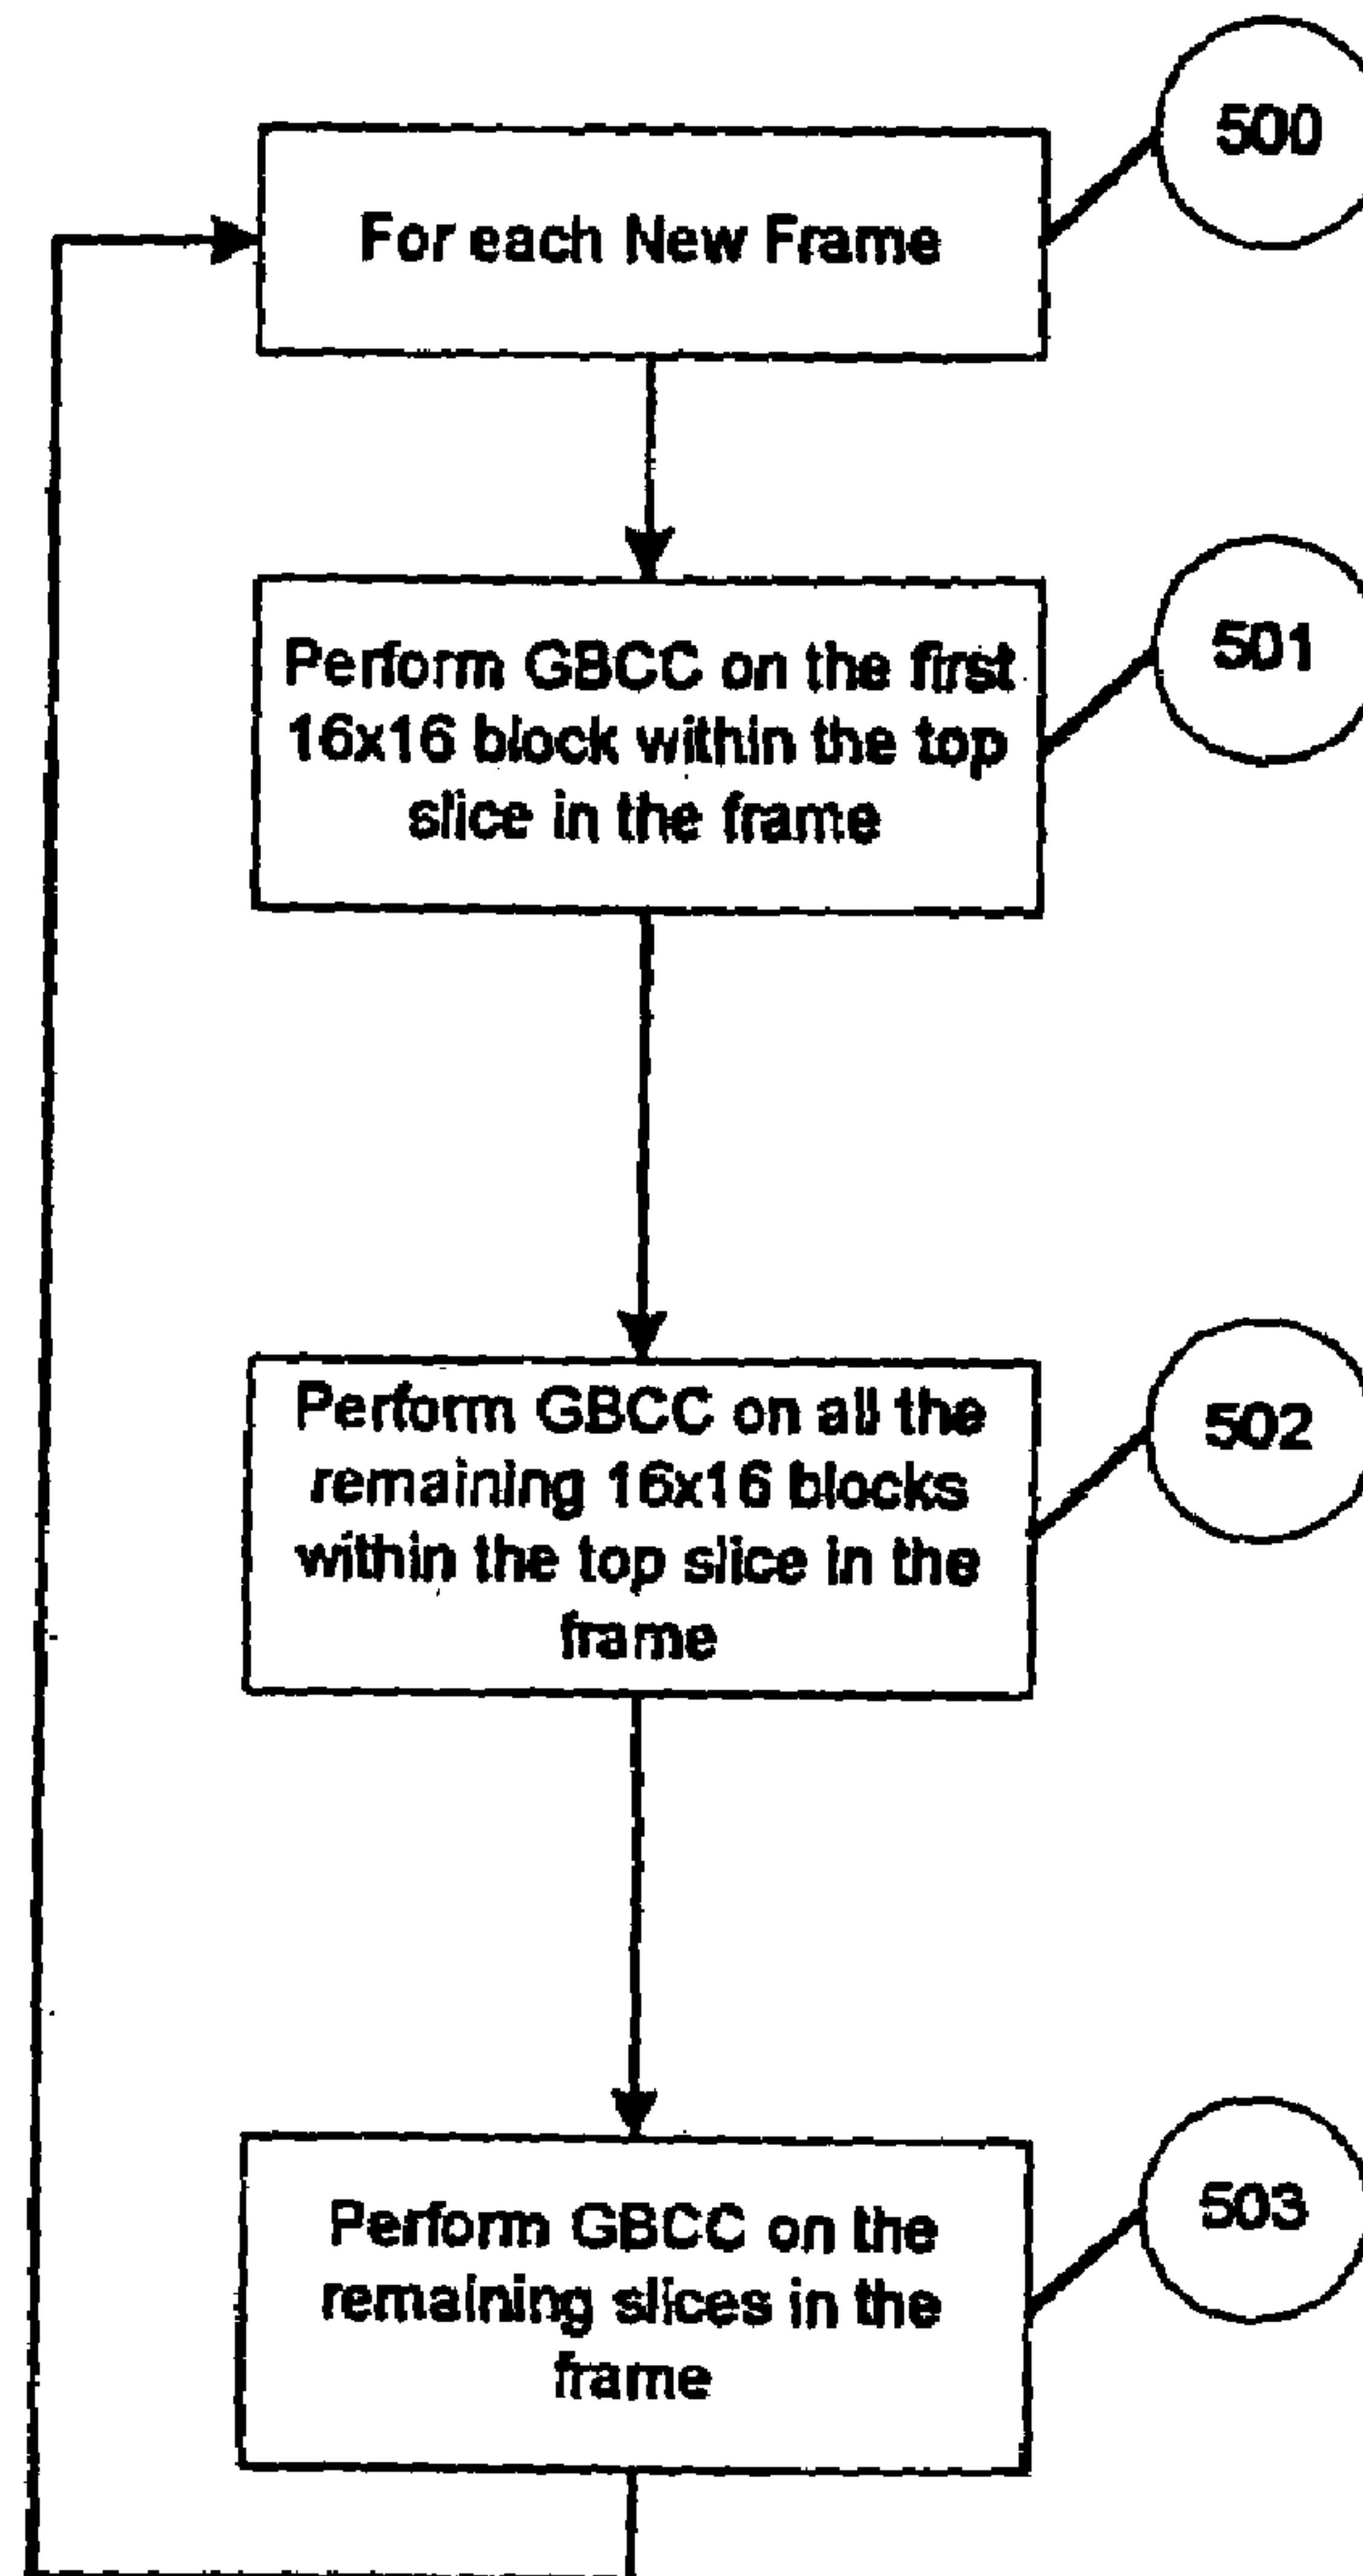 500
For each New Frame
501
Perform GBCC on the first
16x16 block within the top
slice in the frame
502
Perform GBCC on all the
remaining 16x16 blocks
within the top slice in the
frame
503
Perform GBCC on the
remaining slices in the
frame